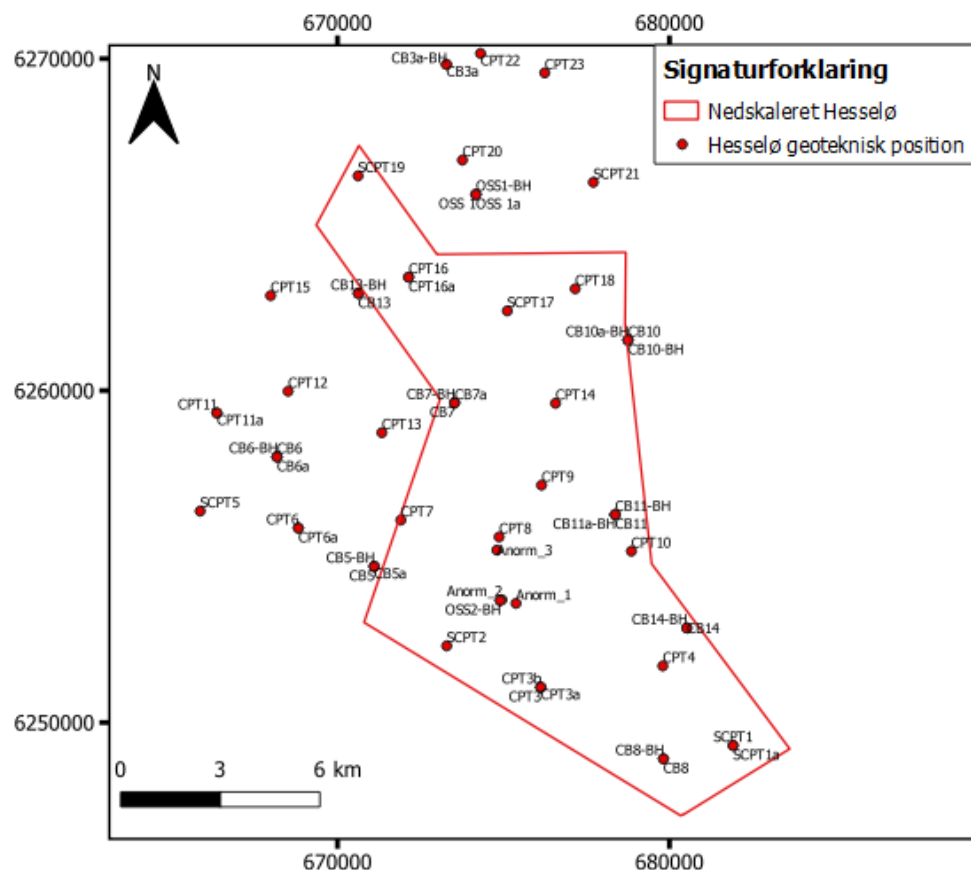 670000 680000
6270000
6260000
6250000
N
Signaturforklaring
Nedskaleret Hesselø
Hesselø geoteknisk position
CB3a-BH
CB3a
CPT22
CPT23
CPT20
SCPT19
OSS1-BH
OSS 1OSS 1a
SCPT21
CPT16
CPT16a
CPT15
CB13-BH
CB13
CPT18
SCPT17
CB10a-BHCB10
CB10-BH
CPT12
CB7-BHCB7a
CB7
CPT14
CPT11
CPT11a
CPT13
CB6-BHCB6
CB6a
CPT9
SCPT5
CPT6
CPT6a
CPT7
CB11-BH
CB11a-BHCB11
CPT8
Anorm_3
CPT10
CB5-BH
CB5CB5a
Anorm_2
OSS2-BH
Anorm_1
CB14-BH
CB14
SCPT2
CPT4
CPT3b
CPT3CPT3a
SCPT1
SCPT1a
CB8-BH
CB8
0 3 6 km
670000 680000